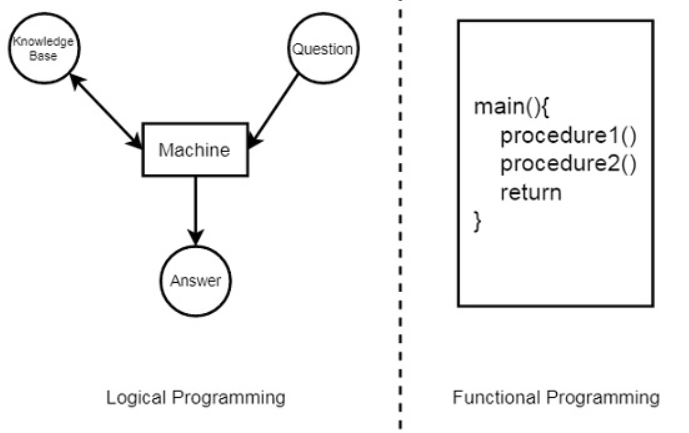 Knowledge
Base
Question
Machine
Answer
Logical Programming
main(){
procedure1()
procedure2()
return
}
Functional Programming